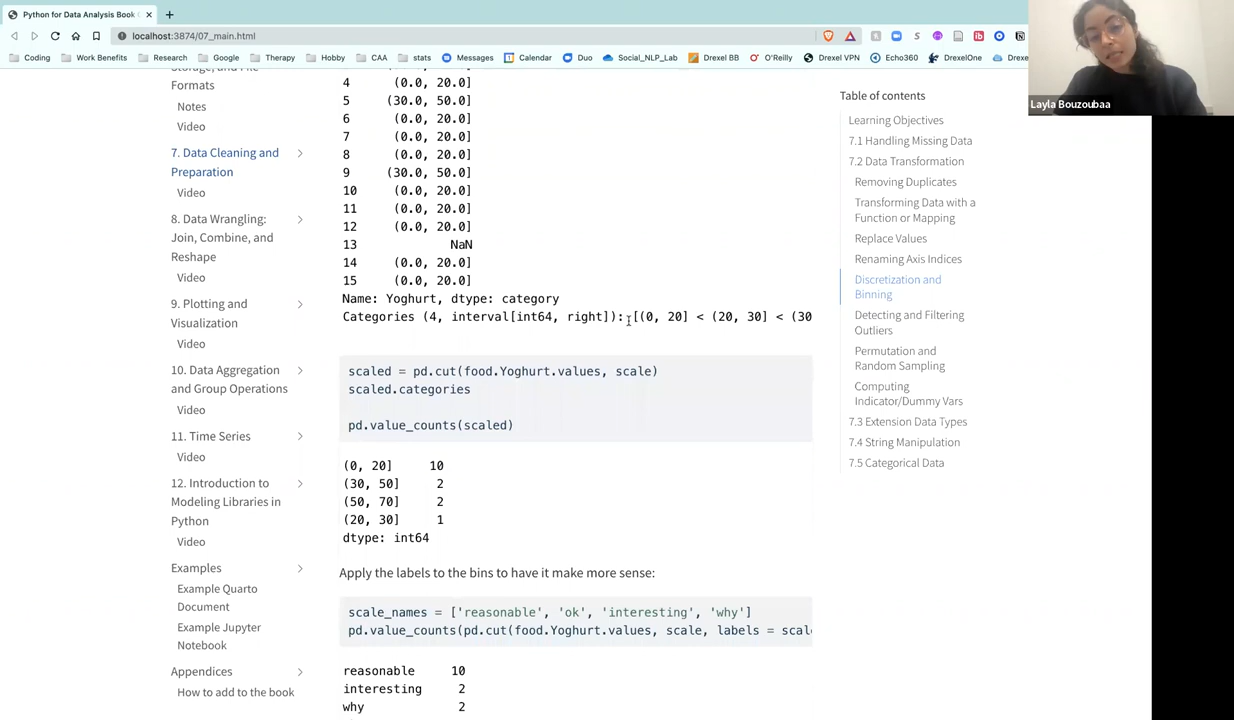 Python for Data Analysis Book
localhost:3874/07_main.html
Coding
Work Benefits
Research
Google
Therapy
Hobby
CAA
stats
Messages
Calendar
Duo
Social_NLP_Lab
Drexel BB
O'Reilly
Drexel VPN
Echo360
DrexelOne
Drexe
Layla Bouzoubaa
Storage, and File
Formats
Notes
Video
7. Data Cleaning and
Preparation
Video
8. Data Wrangling:
Join, Combine, and
Reshape
Video
9. Plotting and
Visualization
Video
10. Data Aggregation
and Group Operations
Video
11. Time Series
Video
12. Introduction to
Modeling Libraries in
Python
Video
Examples
Example Quarto
Document
Example Jupyter
Notebook
Appendices
How to add to the book
4 (0.0, 20.0]
5 (30.0, 50.0]
6 (0.0, 20.0]
7 (0.0, 20.0]
8 (0.0, 20.0]
9 (30.0, 50.0]
10 (0.0, 20.0]
11 (0.0, 20.0]
12 (0.0, 20.0]
13 NaN
14 (0.0, 20.0]
15 (0.0, 20.0]
Name: Yoghurt, dtype: category
Categories (4, interval[int64, right]): [(0, 20] < (20, 30] < (30
scaled = pd.cut(food.Yoghurt.values, scale)
scaled.categories
pd.value_counts(scaled)
(0, 20] 10
(30, 50] 2
(50, 70] 2
(20, 30] 1
dtype: int64
Apply the labels to the bins to have it make more sense:
scale_names = ['reasonable', 'ok', 'interesting', 'why']
pd.value_counts(pd.cut(food.Yoghurt.values, scale, labels = scal
reasonable 10
interesting 2
why 2
Table of contents
Learning Objectives
7.1 Handling Missing Data
7.2 Data Transformation
Removing Duplicates
Transforming Data with a
Function or Mapping
Replace Values
Renaming Axis Indices
Discretization and
Binning
Detecting and Filtering
Outliers
Permutation and
Random Sampling
Computing
Indicator/Dummy Vars
7.3 Extension Data Types
7.4 String Manipulation
7.5 Categorical Data